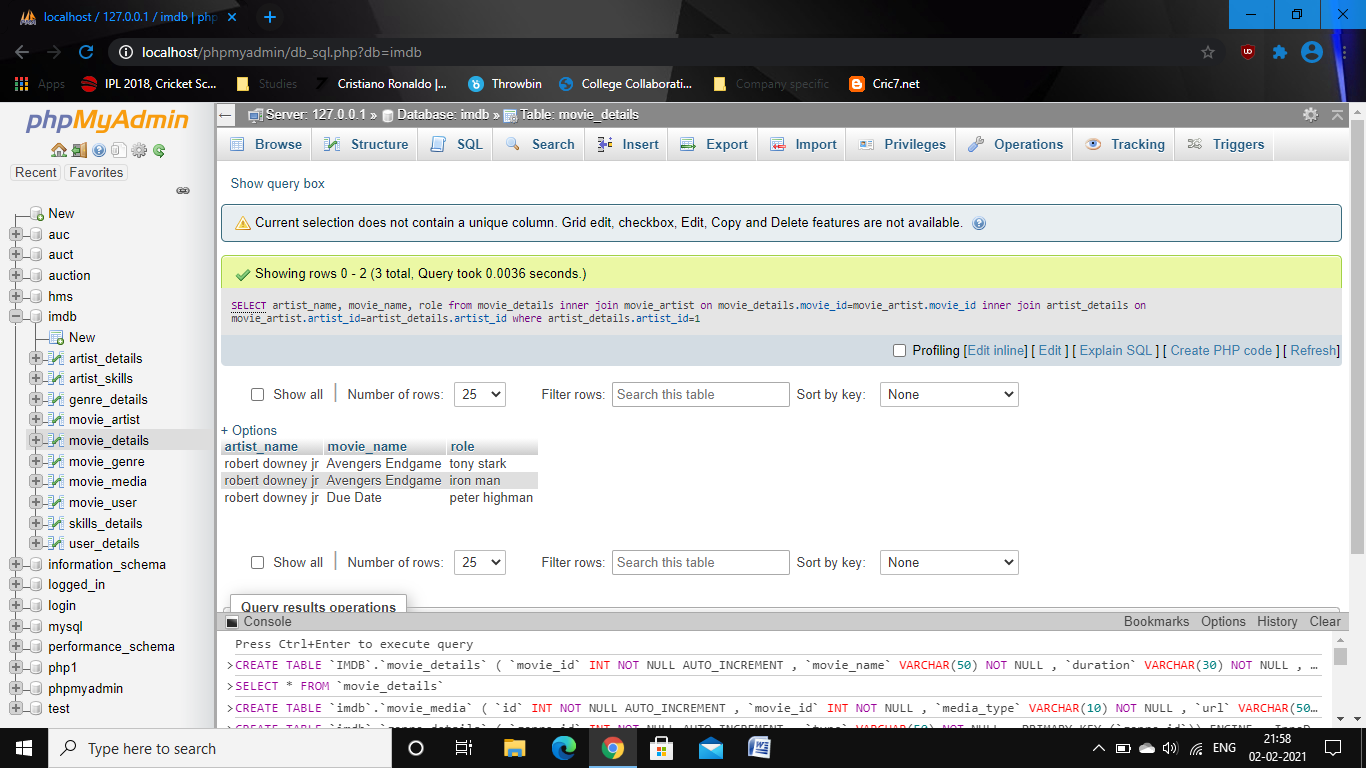 localhost / 127.0.0.1 / imdb | php
localhost/phpmyadmin/db_sql.php?db=imdb
Apps IPL 2018, Cricket Sc... Studies Cristiano Ronaldo |... Throwbin College Collaborati... Company specific Cric7.net
phpMyAdmin
Recent Favorites
New
auc
auct
auction
hms
imdb
New
artist_details
artist_skills
genre_details
movie_artist
movie_details
movie_genre
movie_media
movie_user
skills_details
user_details
information_schema
logged_in
login
mysql
performance_schema
php1
phpmyadmin
test
Server: 127.0.0.1 » Database: imdb » Table: movie_details
Browse Structure SQL Search Insert Export Import Privileges Operations Tracking Triggers
Show query box
Current selection does not contain a unique column. Grid edit, checkbox, Edit, Copy and Delete features are not available.
Showing rows 0 - 2 (3 total, Query took 0.0036 seconds.)
SELECT artist_name, movie_name, role from movie_details inner join movie_artist on movie_details.movie_id=movie_artist.movie_id inner join artist_details on
movie_artist.artist_id=artist_details.artist_id where artist_details.artist_id=1
Profiling [Edit inline] [ Edit ] [ Explain SQL ] [ Create PHP code ] [ Refresh]
Show all | Number of rows: 25 Filter rows: Search this table Sort by key: None
+ Options
artist_name movie_name role
robert downey jr Avengers Endgame tony stark
robert downey jr Avengers Endgame iron man
robert downey jr Due Date peter highman
Show all | Number of rows: 25 Filter rows: Search this table Sort by key: None
Query results operations
Console Bookmarks Options History Clear
Press Ctrl+Enter to execute query
>CREATE TABLE `IMDB`.`movie_details` ( `movie_id` INT NOT NULL AUTO_INCREMENT , `movie_name` VARCHAR(50) NOT NULL , `duration` VARCHAR(30) NOT NULL , …
>SELECT * FROM `movie_details`
>CREATE TABLE `imdb`.`movie_media` ( `id` INT NOT NULL AUTO_INCREMENT , `movie_id` INT NOT NULL , `media_type` VARCHAR(10) NOT NULL , `url` VARCHAR(50…
Type here to search
ENG
21:58
02-02-2021